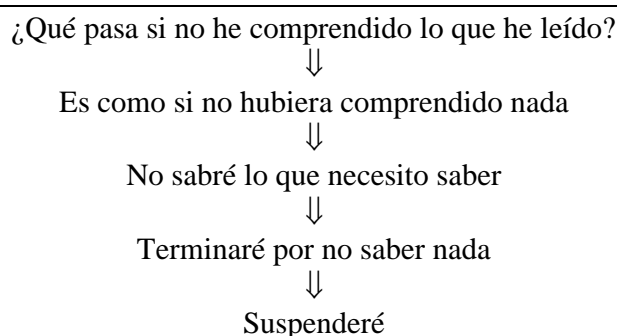 ¿Qué pasa si no he comprendido lo que he leído?
⇓
Es como si no hubiera comprendido nada
⇓
No sabré lo que necesito saber
⇓
Terminaré por no saber nada
⇓
Suspenderé